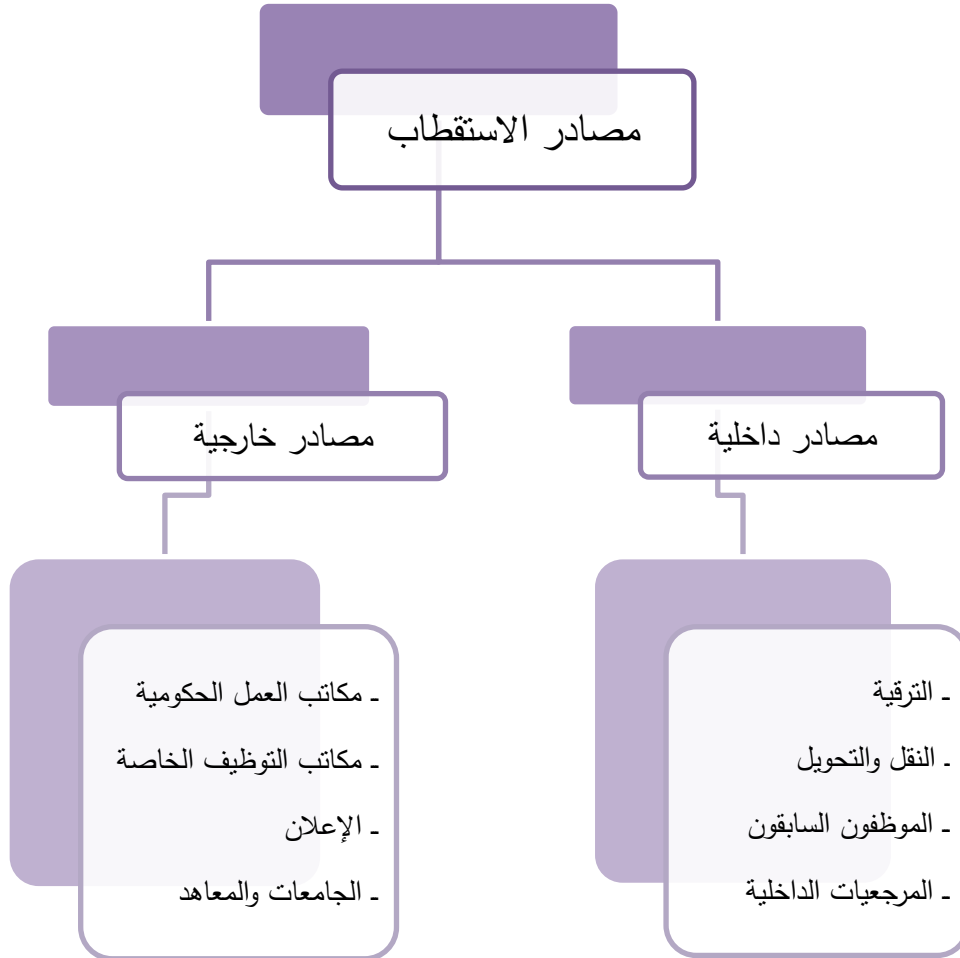 مصادر الاستقطاب
مصادر داخلية
ـ الترقية
ـ النقل والتحويل
ـ الموظفون السابقون
ـ المرجعيات الداخلية
مصادر خارجية
ـ مكاتب العمل الحكومية
ـ مكاتب التوظيف الخاصة
ـ الإعلان
ـ الجامعات والمعاهد